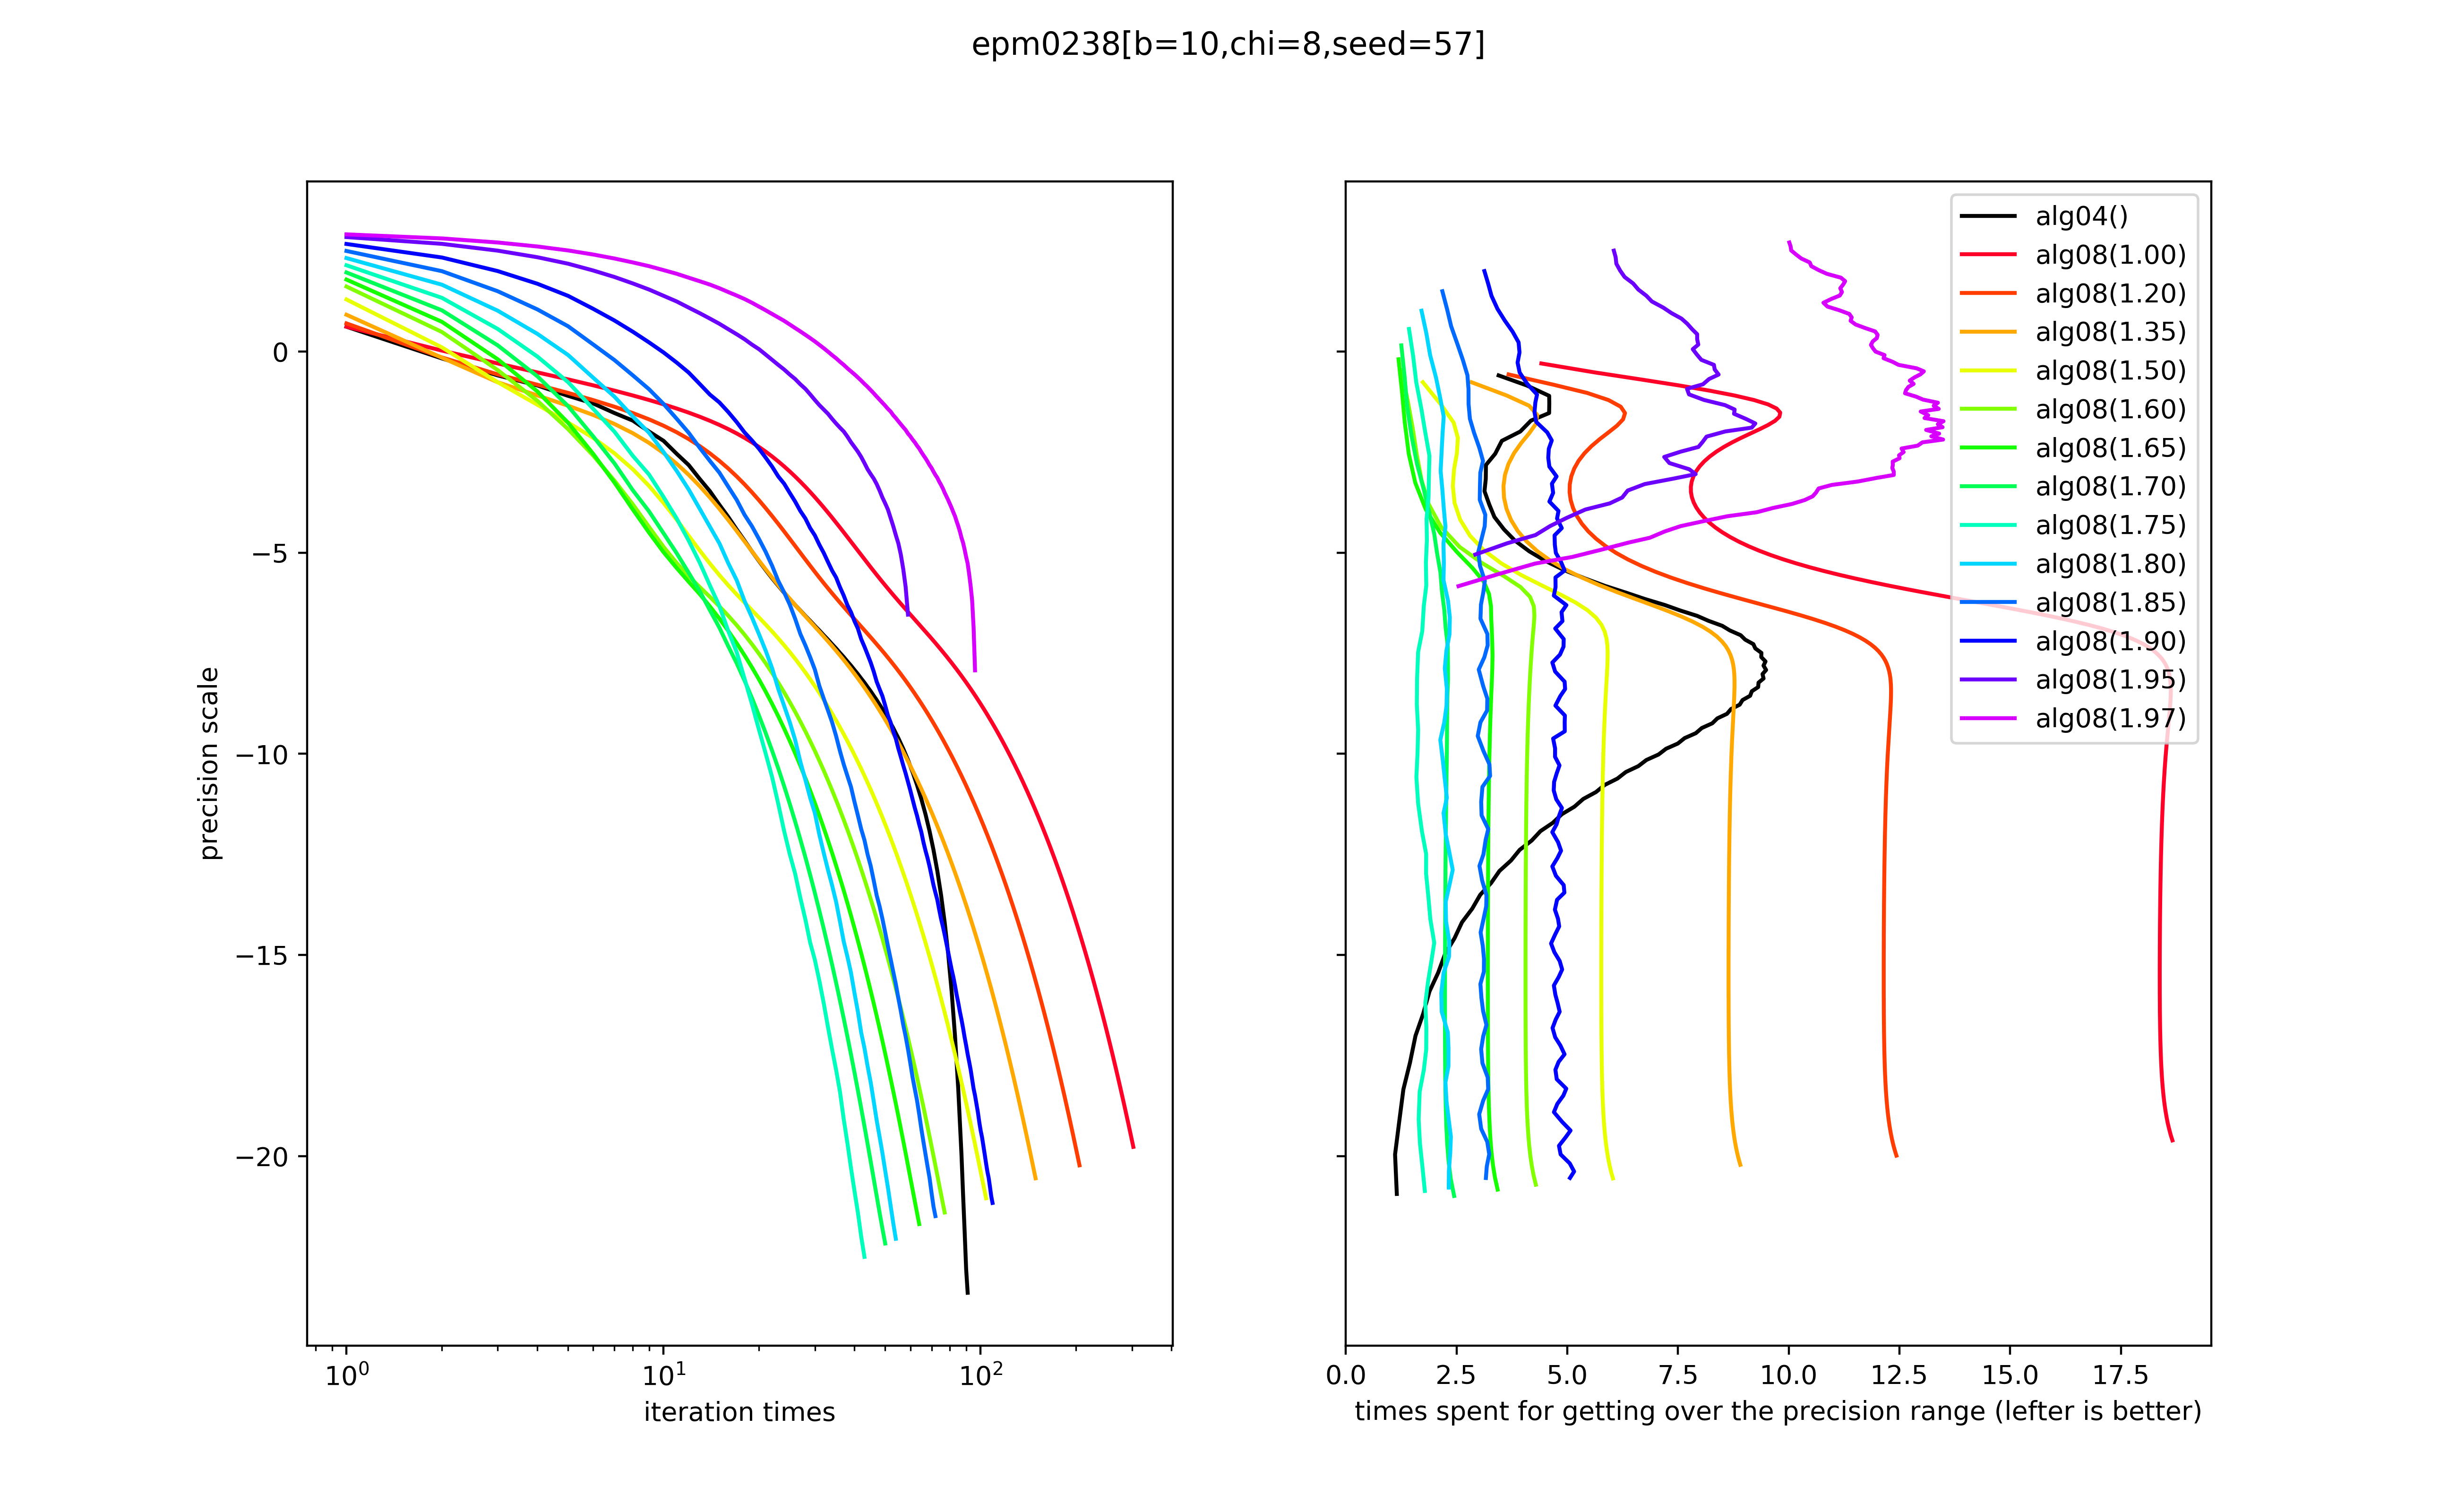 epm0238[b=10,chi=8,seed=57]
precision scale
0
−5
−10
−15
−20
10⁰
10¹
10²
iteration times
alg04()
alg08(1.00)
alg08(1.20)
alg08(1.35)
alg08(1.50)
alg08(1.60)
alg08(1.65)
alg08(1.70)
alg08(1.75)
alg08(1.80)
alg08(1.85)
alg08(1.90)
alg08(1.95)
alg08(1.97)
0.0
2.5
5.0
7.5
10.0
12.5
15.0
17.5
times spent for getting over the precision range (lefter is better)